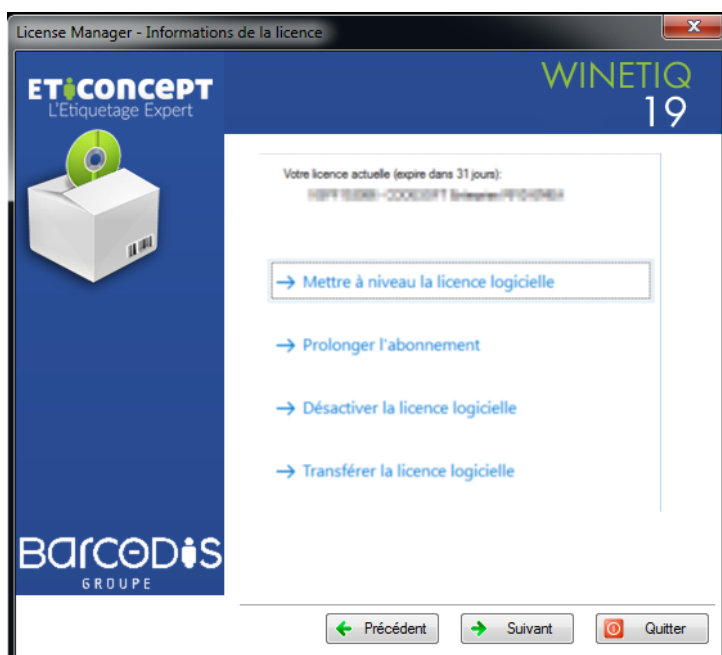 License Manager - Informations de la licence
ETiCONCEPT
L'Etiquetage Expert
WINETIQ
19
Votre licence actuelle (expire dans 31 jours):
Mettre à niveau la licence logicielle
Prolonger l'abonnement
Désactiver la licence logicielle
Transférer la licence logicielle
BARCODiS
GROUPE
Précédent
Suivant
Quitter